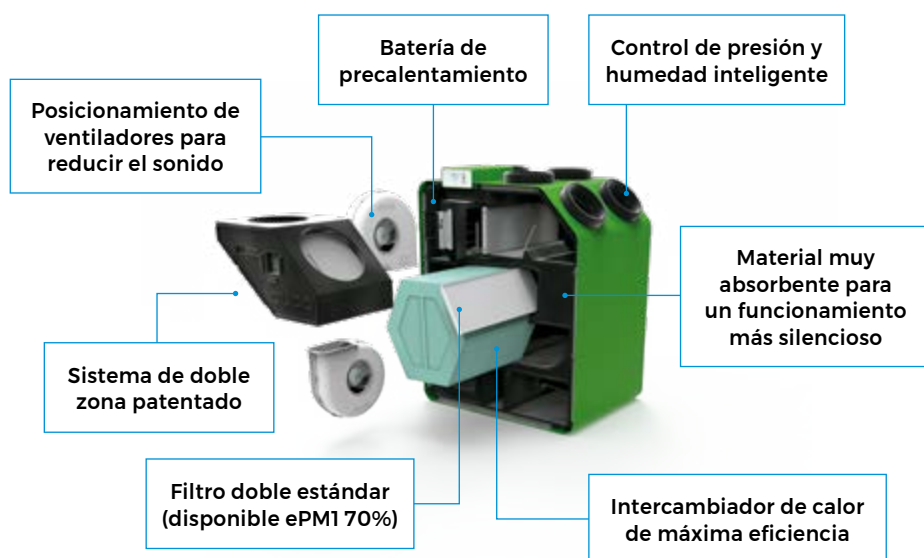 Batería de
precalentamiento
Control de presión y
humedad inteligente
Posicionamiento de
ventiladores para
reducir el sonido
Material muy
absorbente para
un funcionamiento
más silencioso
Sistema de doble
zona patentado
Filtro doble estándar
(disponible ePM1 70%)
Intercambiador de calor
de máxima eficiencia